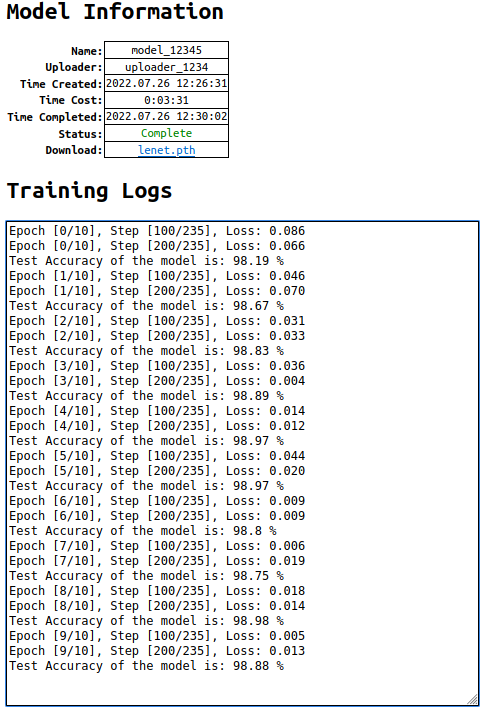 Model Information
Name: model_12345
Uploader: uploader_1234
Time Created: 2022.07.26 12:26:31
Time Cost: 0:03:31
Time Completed: 2022.07.26 12:30:02
Status: Complete
Download: lenet.pth
Training Logs
Epoch [0/10], Step [100/235], Loss: 0.086
Epoch [0/10], Step [200/235], Loss: 0.066
Test Accuracy of the model is: 98.19 %
Epoch [1/10], Step [100/235], Loss: 0.046
Epoch [1/10], Step [200/235], Loss: 0.070
Test Accuracy of the model is: 98.67 %
Epoch [2/10], Step [100/235], Loss: 0.031
Epoch [2/10], Step [200/235], Loss: 0.033
Test Accuracy of the model is: 98.83 %
Epoch [3/10], Step [100/235], Loss: 0.036
Epoch [3/10], Step [200/235], Loss: 0.004
Test Accuracy of the model is: 98.89 %
Epoch [4/10], Step [100/235], Loss: 0.014
Epoch [4/10], Step [200/235], Loss: 0.012
Test Accuracy of the model is: 98.97 %
Epoch [5/10], Step [100/235], Loss: 0.044
Epoch [5/10], Step [200/235], Loss: 0.020
Test Accuracy of the model is: 98.97 %
Epoch [6/10], Step [100/235], Loss: 0.009
Epoch [6/10], Step [200/235], Loss: 0.009
Test Accuracy of the model is: 98.8 %
Epoch [7/10], Step [100/235], Loss: 0.006
Epoch [7/10], Step [200/235], Loss: 0.019
Test Accuracy of the model is: 98.75 %
Epoch [8/10], Step [100/235], Loss: 0.018
Epoch [8/10], Step [200/235], Loss: 0.014
Test Accuracy of the model is: 98.98 %
Epoch [9/10], Step [100/235], Loss: 0.005
Epoch [9/10], Step [200/235], Loss: 0.013
Test Accuracy of the model is: 98.88 %